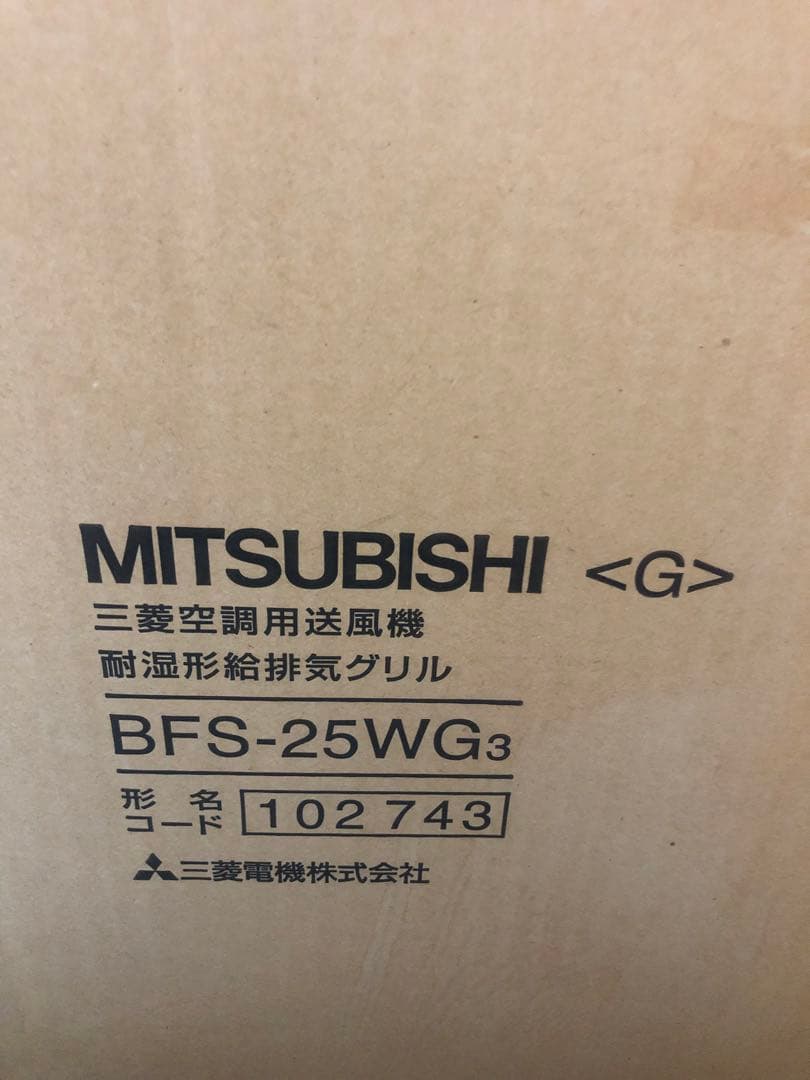 MITSUBISHI <G>
三菱空調用送風機
耐湿形給排気グリル
BFS-25WG3
形名
コード 102743
三菱電機株式会社